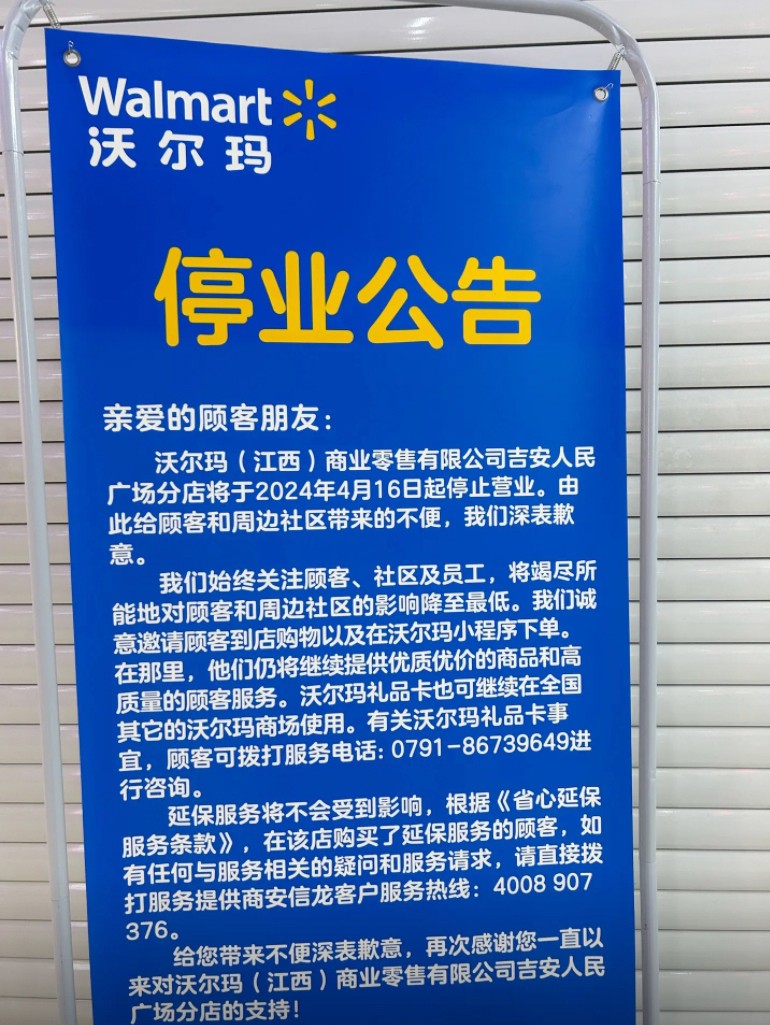 Walmart
沃尔玛
停业公告
亲爱的顾客朋友：
沃尔玛（江西）商业零售有限公司吉安人民
广场分店将于2024年4月16日起停止营业。由
此给顾客和周边社区带来的不便，我们深表歉
意。
我们始终关注顾客、社区及员工，将竭尽所
能地对顾客和周边社区的影响降至最低。我们诚
意邀请顾客到店购物以及在沃尔玛小程序下单。
在那里，他们仍将继续提供优质优价的商品和高
质量的顾客服务。沃尔玛礼品卡也可继续在全国
其它的沃尔玛商场使用。有关沃尔玛礼品卡事
宜，顾客可拨打服务电话：0791-86739649进
行咨询。
延保服务将不会受到影响，根据《省心延保
服务条款》，在该店购买了延保服务的顾客，如
有任何与服务相关的疑问和服务请求，请直接拨
打服务提供商安信龙客户服务热线：4008 907
376。
给您带来不便深表歉意，再次感谢您一直以
来对沃尔玛（江西）商业零售有限公司吉安人民
广场分店的支持！